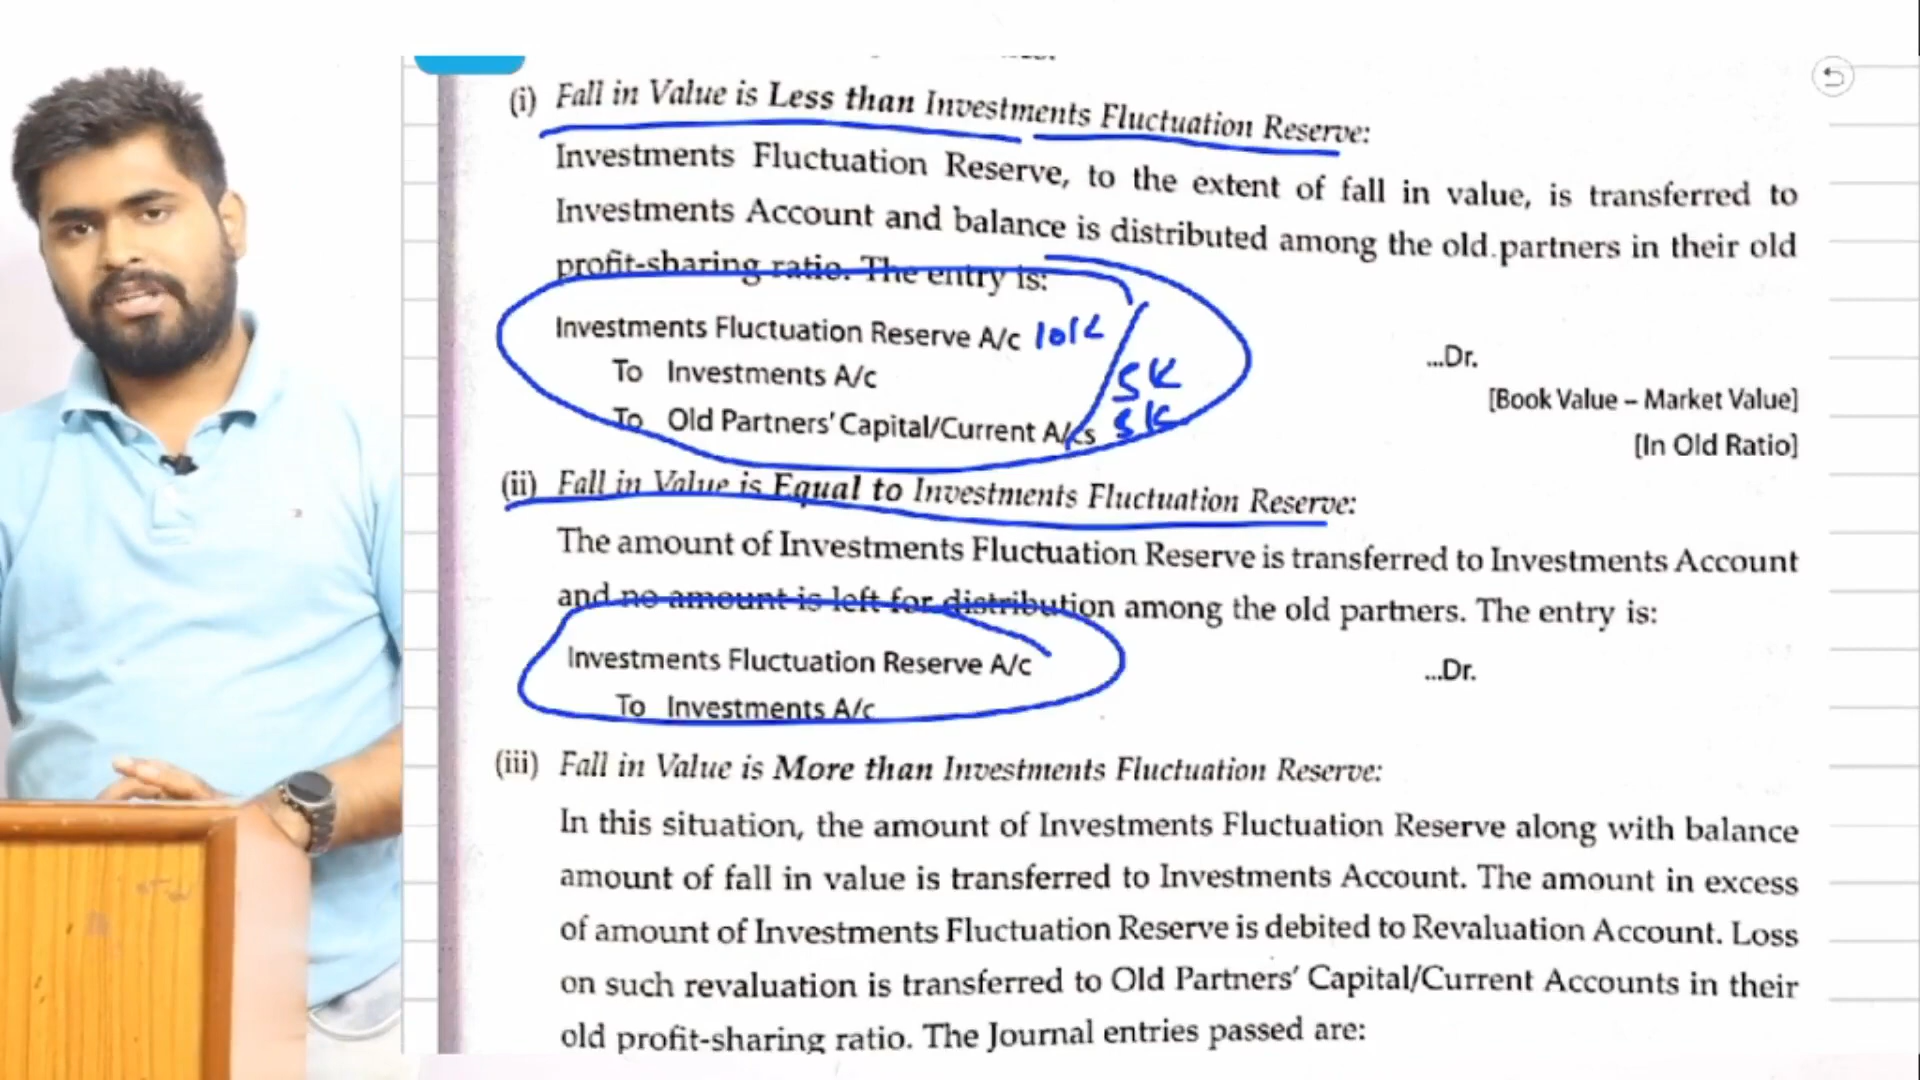 (i) Fall in Value is Less than Investments Fluctuation Reserve:
Investments Fluctuation Reserve, to the extent of fall in value, is transferred to
Investments Account and balance is distributed among the old partners in their old
profit-sharing ratio. The entry is:
Investments Fluctuation Reserve A/c 10K ...Dr.
To Investments A/c 5K [Book Value – Market Value]
To Old Partners' Capital/Current A/cs 5K [In Old Ratio]
(ii) Fall in Value is Equal to Investments Fluctuation Reserve:
The amount of Investments Fluctuation Reserve is transferred to Investments Account
and no amount is left for distribution among the old partners. The entry is:
Investments Fluctuation Reserve A/c ...Dr.
To Investments A/c
(iii) Fall in Value is More than Investments Fluctuation Reserve:
In this situation, the amount of Investments Fluctuation Reserve along with balance
amount of fall in value is transferred to Investments Account. The amount in excess
of amount of Investments Fluctuation Reserve is debited to Revaluation Account. Loss
on such revaluation is transferred to Old Partners' Capital/Current Accounts in their
old profit-sharing ratio. The Journal entries passed are: